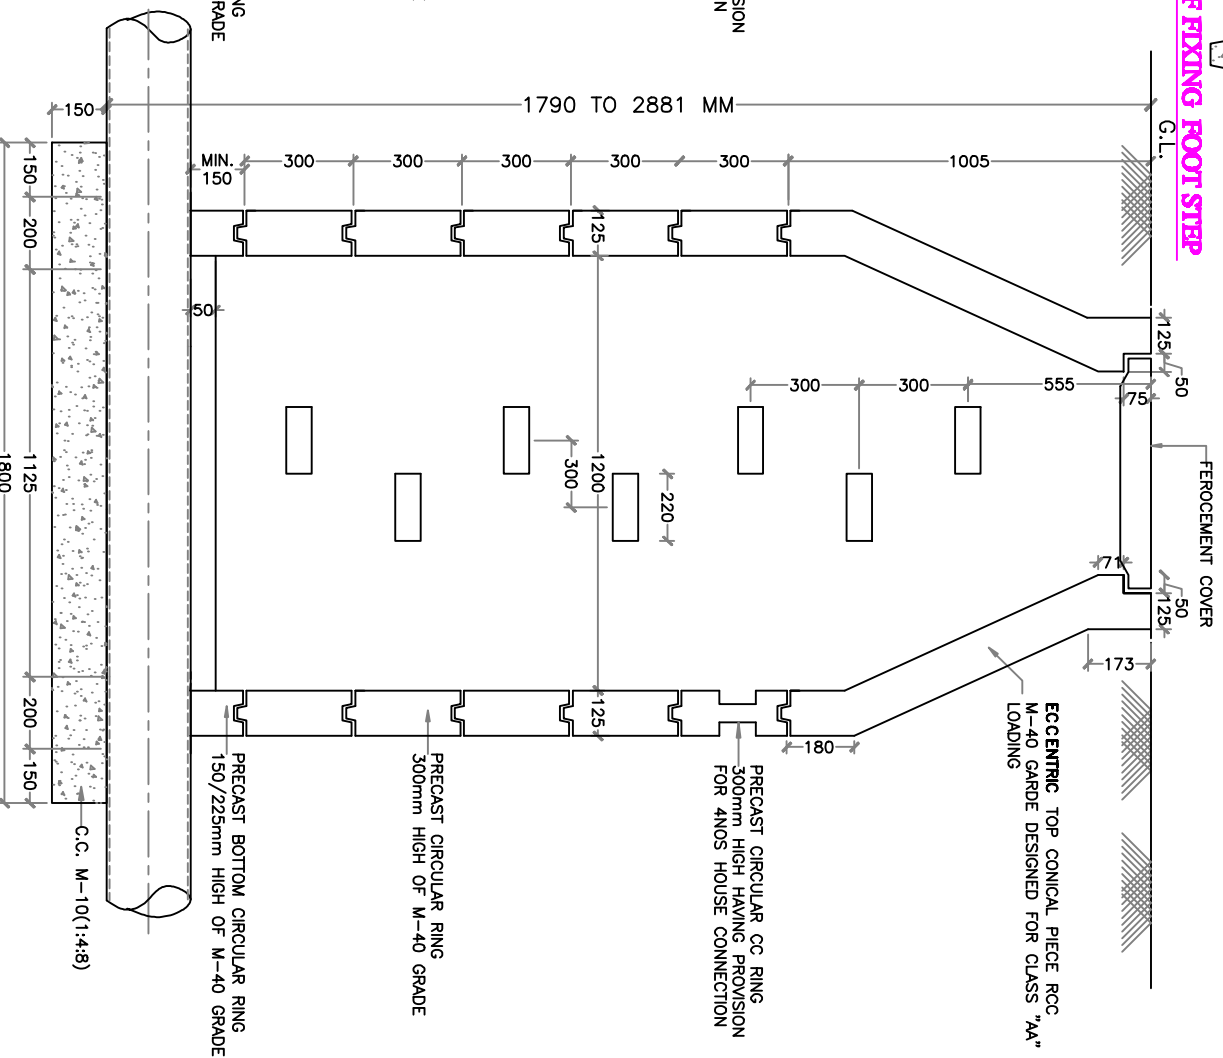 F FIXING FOOT STEP
G.L.
FEROCEMENT COVER
125
50
75
71
50
125
173
1790 TO 2881 MM
1005
300
300
300
300
300
MIN.
150
150
555
300
300
125
1200
300
220
125
180
50
ECCENTRIC TOP CONICAL PIECE RCC
M-40 GARDE DESIGNED FOR CLASS "AA"
LOADING
PRECAST CIRCULAR CC RING
300mm HIGH HAVING PROVISION
FOR 4NOS HOUSE CONNECTION
PRECAST CIRCULAR RING
300mm HIGH OF M-40 GRADE
PRECAST BOTTOM CIRCULAR RING
150/225mm HIGH OF M-40 GRADE
C.C. M-10(1:4:8)
150
200
1125
200
150
1800
SION
N
NG
RADE